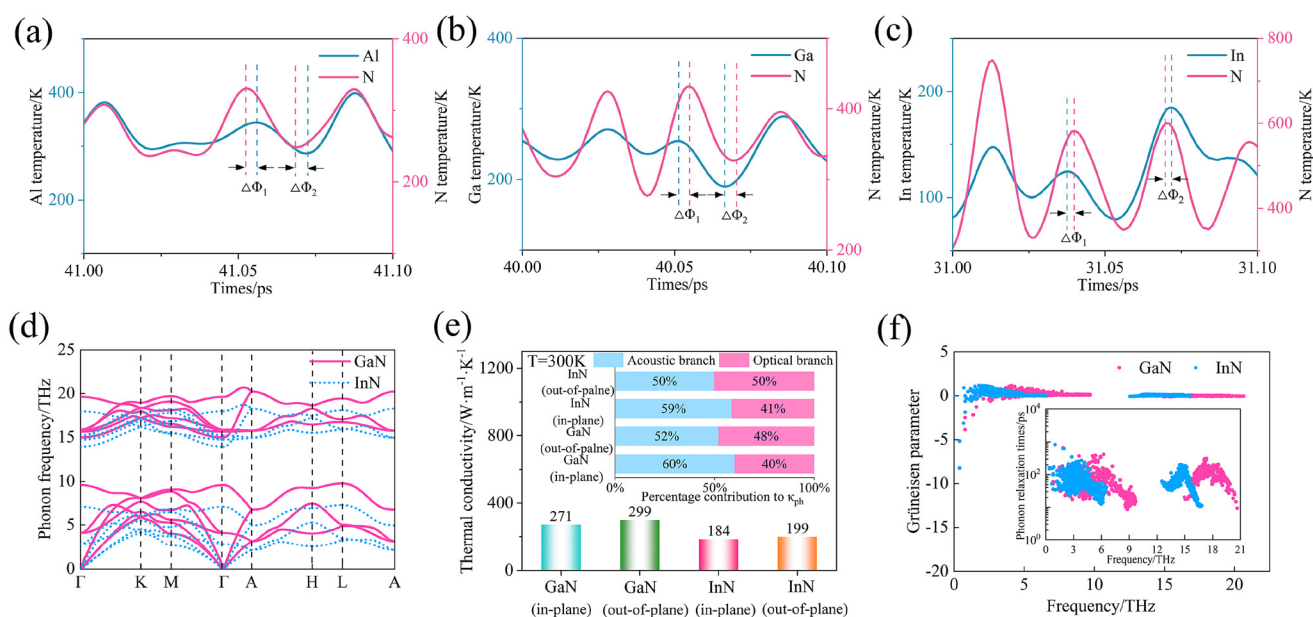 (a)
Al
N
400
400
300
200
200
Al temperature/K
N temperature/K
△Φ1
△Φ2
41.00
41.05
41.10
Times/ps
(b)
Ga
N
400
300
200
100
400
200
Ga temperature/K
N temperature/K
△Φ1
△Φ2
40.00
40.05
40.10
Times/ps
(c)
In
N
200
150
100
800
600
400
In temperature/K
N temperature/K
△Φ1
△Φ2
31.00
31.05
31.10
Times/ps
(d)
GaN
InN
25
20
15
10
5
0
Phonon frequency/THz
Γ K M Γ A H L A
(e)
T=300K
Acoustic branch
Optical branch
InN
(out-of-palne)
50% 50%
InN
(in-plane)
59% 41%
GaN
(out-of-palne)
52% 48%
GaN
(in-plane)
60% 40%
0% 50% 100%
Percentage contribution to κph
1200
900
600
300
0
Thermal conductivity/W·m⁻¹·K⁻¹
271
299
184
199
GaN
(in-plane)
GaN
(out-of-plane)
InN
(in-plane)
InN
(out-of-plane)
(f)
GaN
InN
5
0
-5
-10
-15
-20
Grüneisen parameter
Phonon relaxation times/ps
10⁴
10²
10⁰
0 3 6 9 12 15 18 21
Frequency/THz
0 5 10 15 20
Frequency/THz